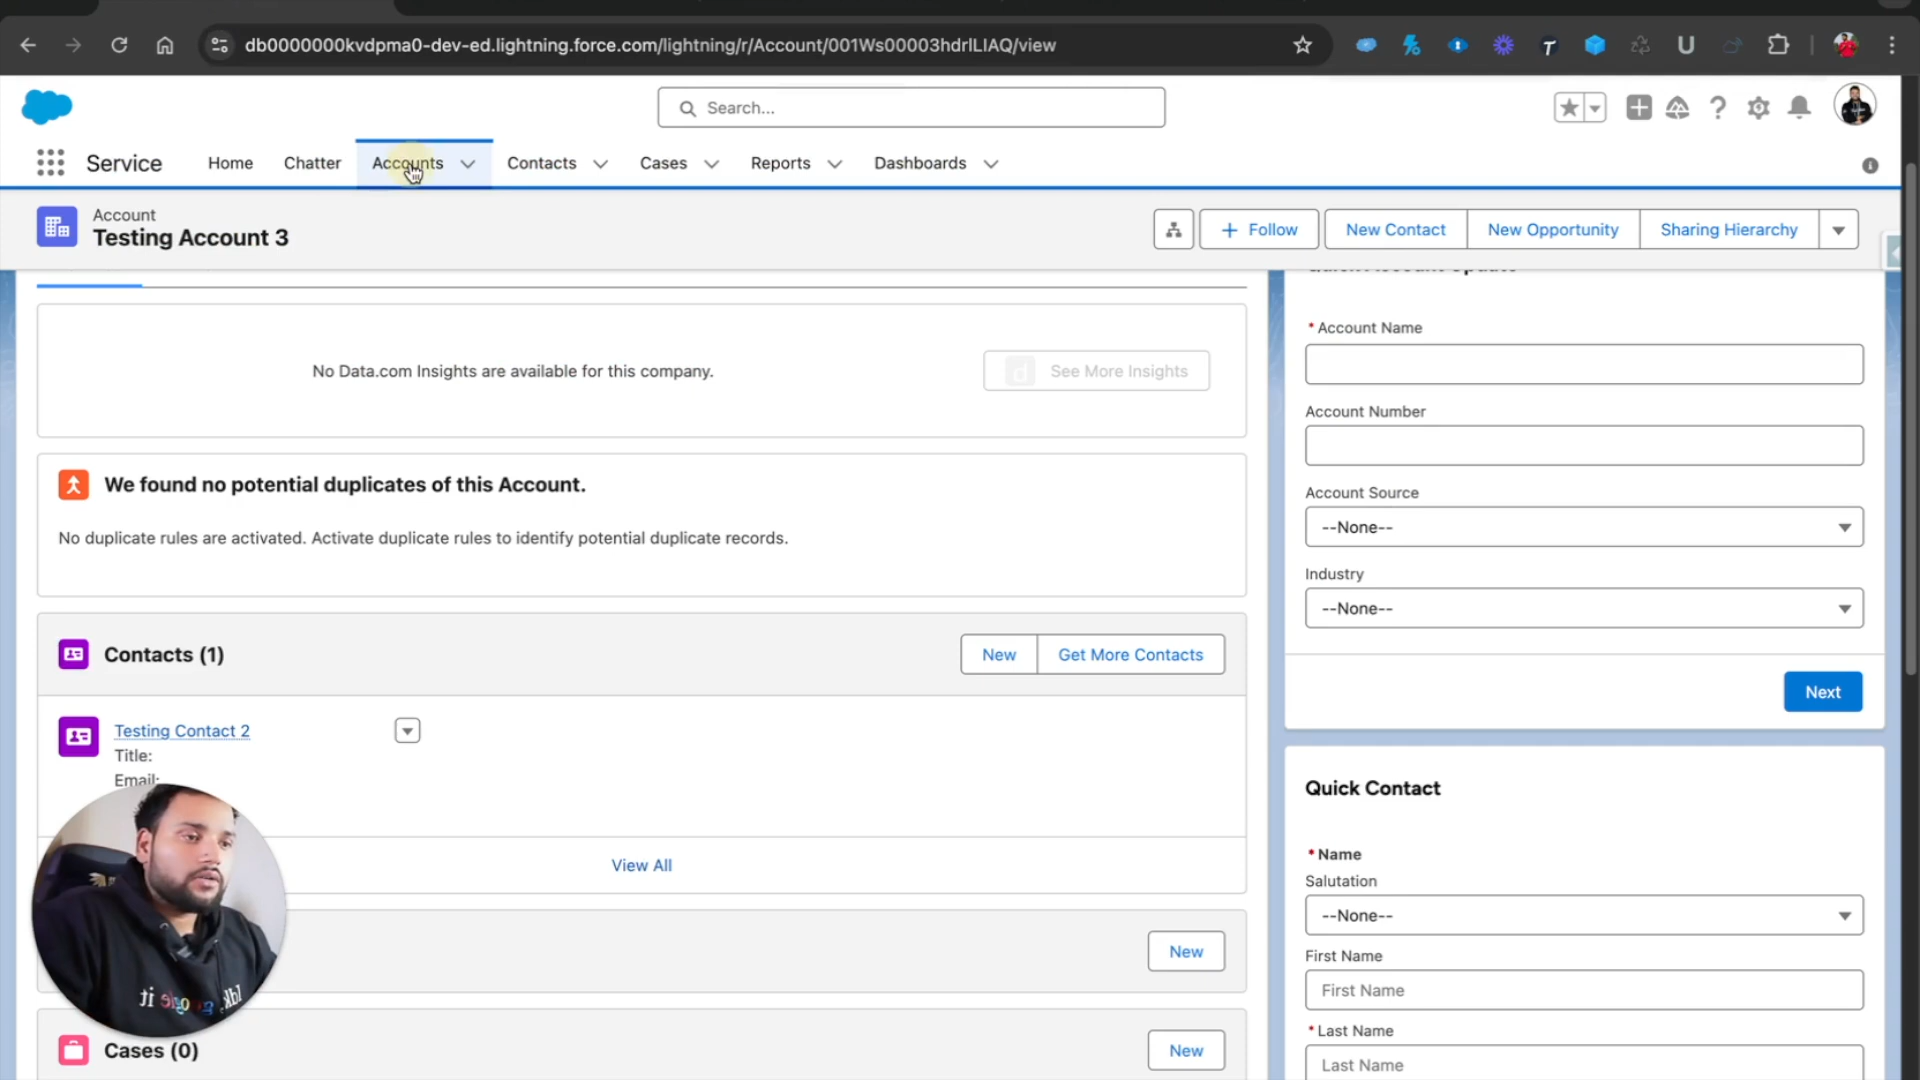 db0000000kvdpma0-dev-ed.lightning.force.com/lightning/r/Account/001Ws00003hdrlLIAQ/view
Search...
Service
Home
Chatter
Accounts
Contacts
Cases
Reports
Dashboards
Account
Testing Account 3
Follow
New Contact
New Opportunity
Sharing Hierarchy
No Data.com Insights are available for this company.
See More Insights
We found no potential duplicates of this Account.
No duplicate rules are activated. Activate duplicate rules to identify potential duplicate records.
Contacts (1)
New
Get More Contacts
Testing Contact 2
Title:
Email:
View All
New
Cases (0)
New
* Account Name
Account Number
Account Source
--None--
Industry
--None--
Next
Quick Contact
* Name
Salutation
--None--
First Name
First Name
* Last Name
Last Name